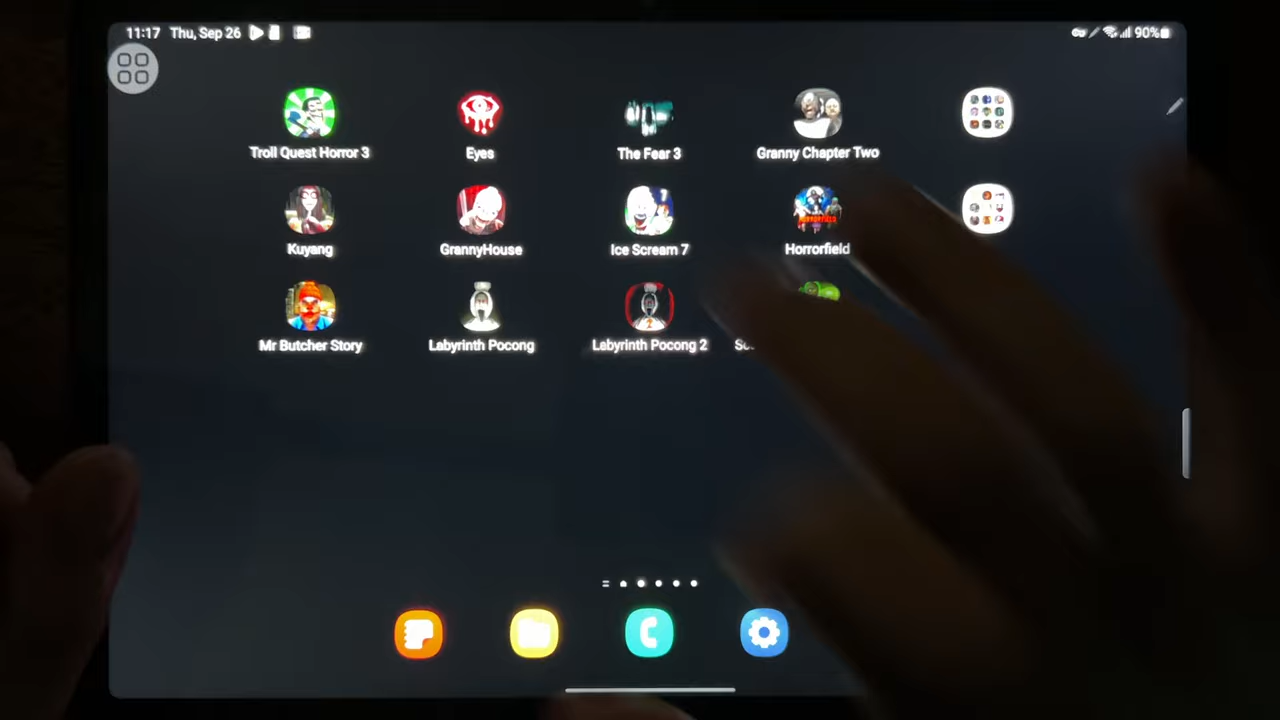 11:17 Thu, Sep 26 90%
Troll Quest Horror 3 Eyes The Fear 3 Granny Chapter Two
Kuyang GrannyHouse Ice Scream 7 Horrorfield
Mr Butcher Story Labyrinth Pocong Labyrinth Pocong 2